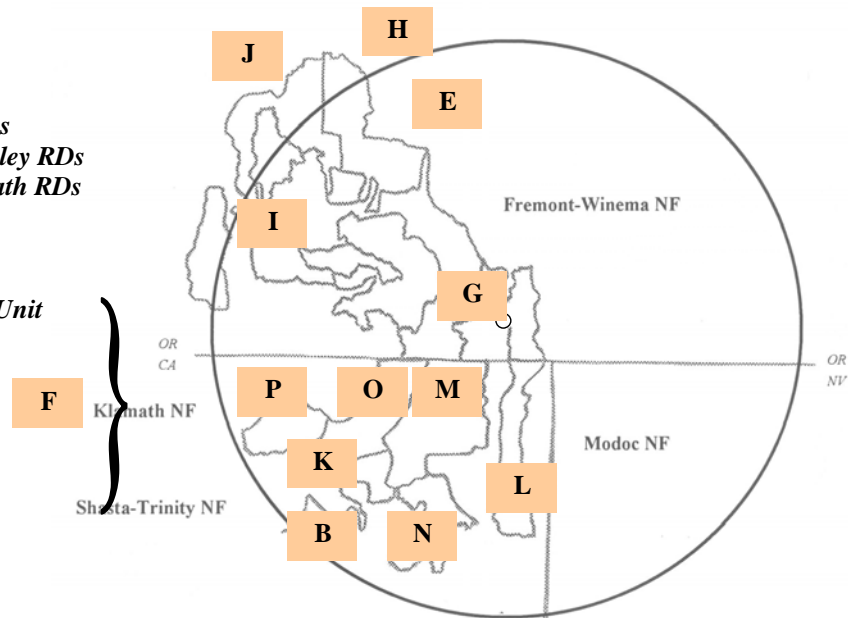 H
J
E
s
ley RDs
ath RDs
Fremont-Winema NF
I
G
Unit
OR
CA
OR
NV
F
P
O
M
Klamath NF
Modoc NF
K
L
Shasta-Trinity NF
B
N